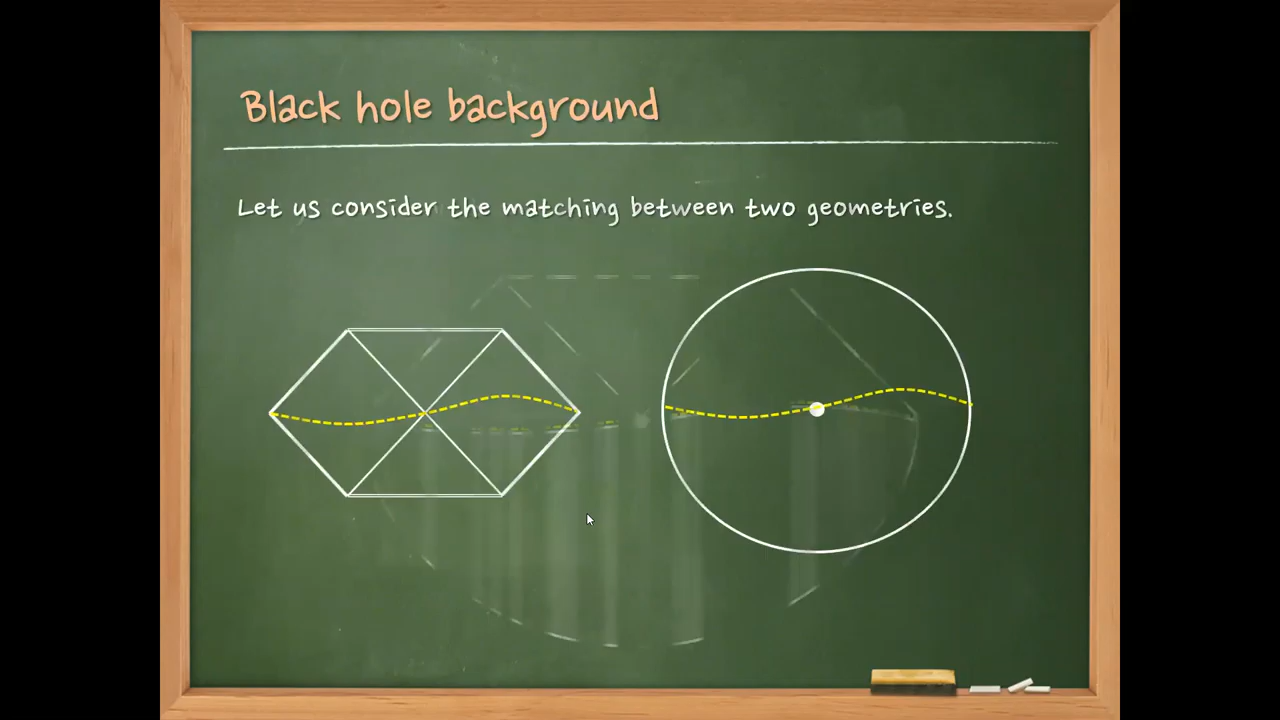 Black hole background
Let us consider the matching between two geometries.